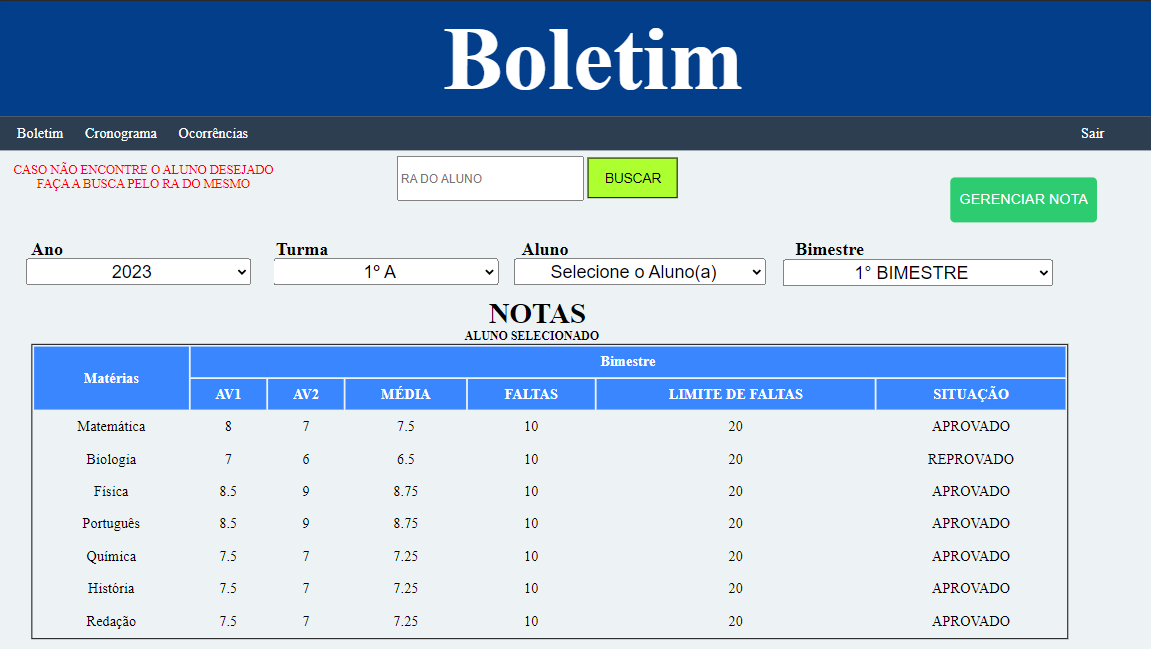 Boletim
Boletim Cronograma Ocorrências Sair
CASO NÃO ENCONTRE O ALUNO DESEJADO
FAÇA A BUSCA PELO RA DO MESMO
RA DO ALUNO BUSCAR
GERENCIAR NOTA
Ano Turma Aluno Bimestre
2023 1º A Selecione o Aluno(a) 1° BIMESTRE
NOTAS
ALUNO SELECIONADO
Matérias Bimestre
AV1 AV2 MÉDIA FALTAS LIMITE DE FALTAS SITUAÇÃO
Matemática 8 7 7.5 10 20 APROVADO
Biologia 7 6 6.5 10 20 REPROVADO
Física 8.5 9 8.75 10 20 APROVADO
Português 8.5 9 8.75 10 20 APROVADO
Química 7.5 7 7.25 10 20 APROVADO
História 7.5 7 7.25 10 20 APROVADO
Redação 7.5 7 7.25 10 20 APROVADO